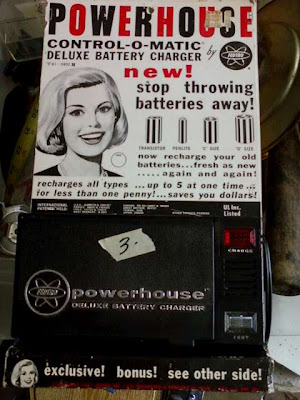 POWERHOUSE
CONTROL-O-MATIC by
DELUXE BATTERY CHARGER
new!
stop throwing
batteries away!
TRANSISTOR PENLITE "C" SIZE "D" SIZE
now recharge your old
batteries...fresh as new
.....again and again!
recharges all types ...up to 5 at one time...
for less than one penny!...saves you dollars!
INTERNATIONAL
UL Inc.
Listed
3.
CHARGE
powerhouse
DELUXE BATTERY CHARGER
TEST
exclusive! bonus! see other side!